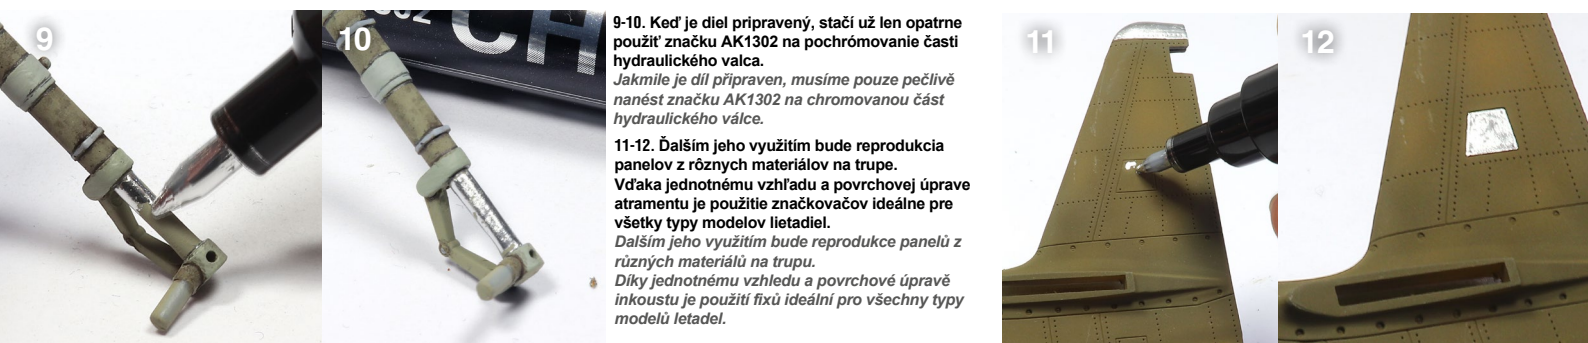 9
10
CH
9-10. Keď je diel pripravený, stačí už len opatrne
použiť značku AK1302 na pochrómovanie časti
hydraulického valca.
Jakmile je díl připraven, musíme pouze pečlivě
nanést značku AK1302 na chromovanou část
hydraulického válce.
11-12. Ďalším jeho využitím bude reprodukcia
panelov z rôznych materiálov na trupe.
Vďaka jednotnému vzhľadu a povrchovej úprave
atramentu je použitie značkovačov ideálne pre
všetky typy modelov lietadiel.
Dalším jeho využitím bude reprodukce panelů z
různých materiálů na trupu.
Díky jednotnému vzhledu a povrchové úpravě
inkoustu je použití fixů ideální pro všechny typy
modelů letadel.
11
12